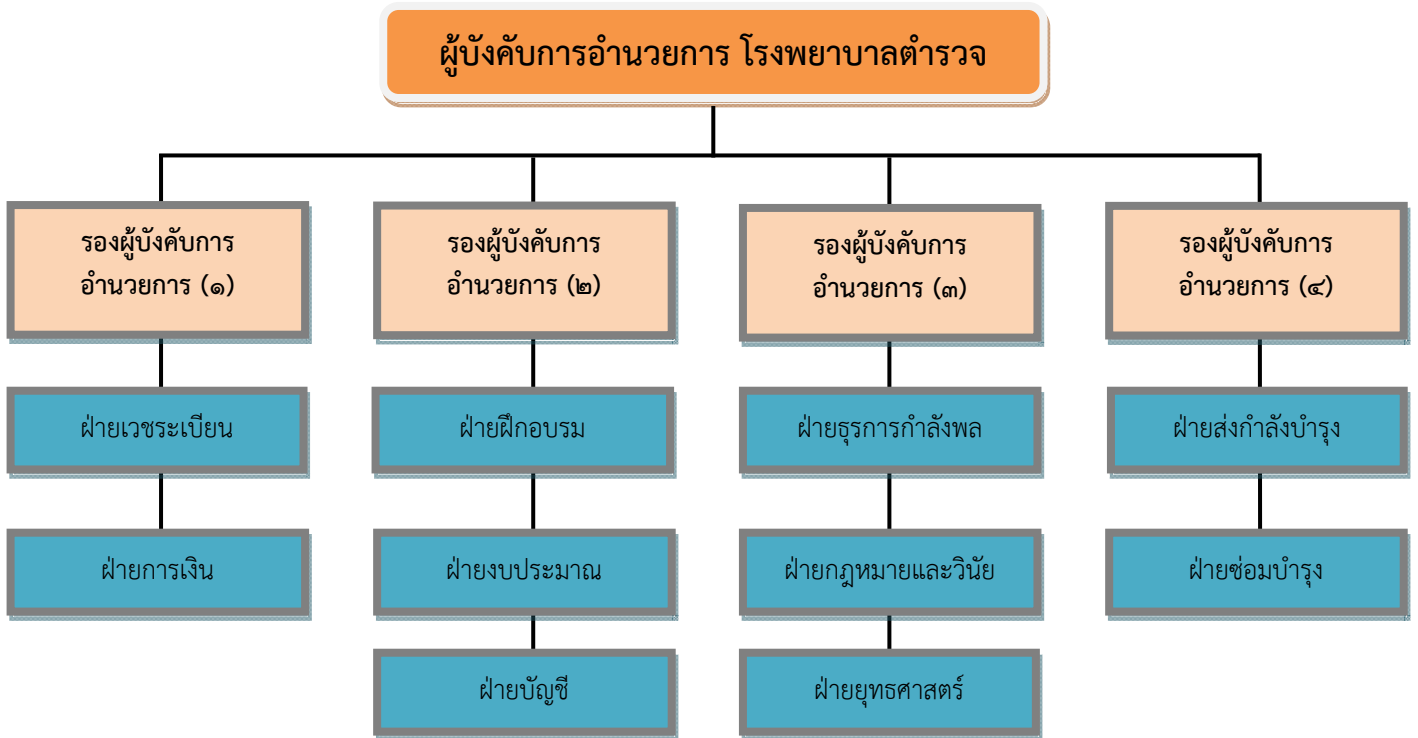 ผู้บังคับการอำนวยการ โรงพยาบาลตำรวจ
รองผู้บังคับการ
อำนวยการ (๑)
รองผู้บังคับการ
อำนวยการ (๒)
รองผู้บังคับการ
อำนวยการ (๓)
รองผู้บังคับการ
อำนวยการ (๔)
ฝ่ายเวชระเบียน
ฝ่ายฝึกอบรม
ฝ่ายธุรการกำลังพล
ฝ่ายส่งกำลังบำรุง
ฝ่ายการเงิน
ฝ่ายงบประมาณ
ฝ่ายกฎหมายและวินัย
ฝ่ายซ่อมบำรุง
ฝ่ายบัญชี
ฝ่ายยุทธศาสตร์